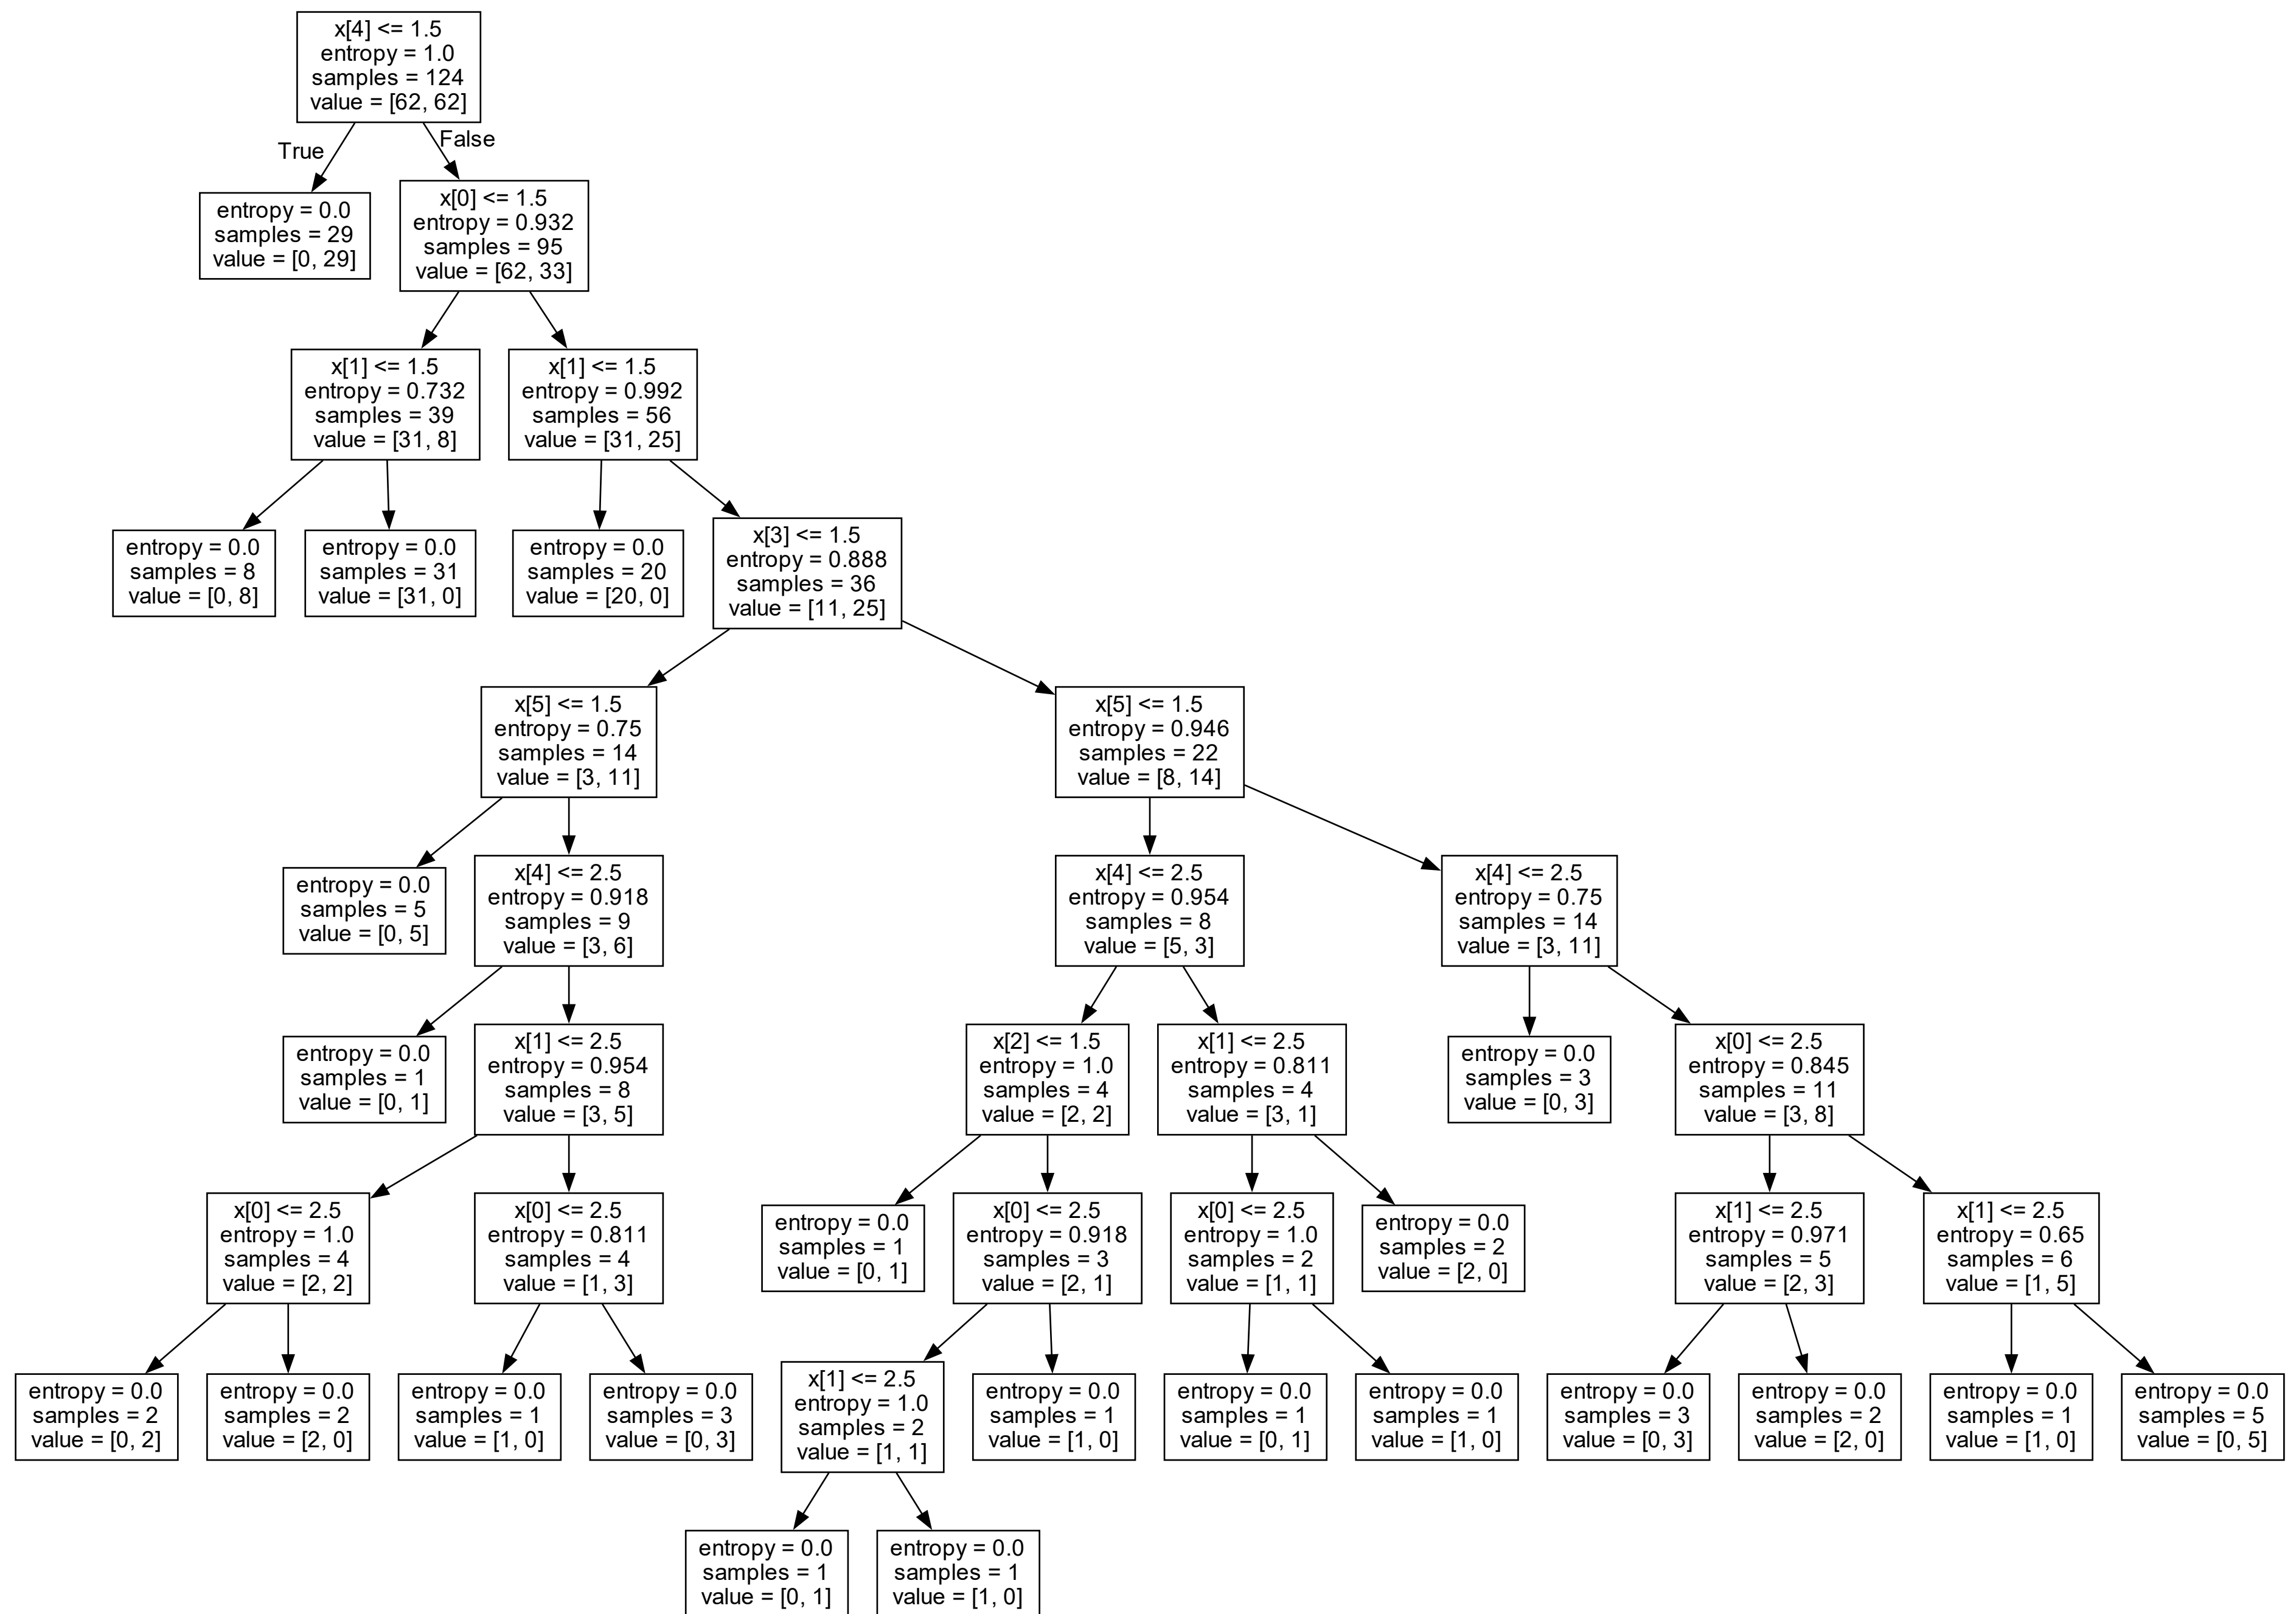 x[4] <= 1.5
entropy = 1.0
samples = 124
value = [62, 62]
True
False
entropy = 0.0
samples = 29
value = [0, 29]
x[0] <= 1.5
entropy = 0.932
samples = 95
value = [62, 33]
x[1] <= 1.5
entropy = 0.732
samples = 39
value = [31, 8]
x[1] <= 1.5
entropy = 0.992
samples = 56
value = [31, 25]
entropy = 0.0
samples = 8
value = [0, 8]
entropy = 0.0
samples = 31
value = [31, 0]
entropy = 0.0
samples = 20
value = [20, 0]
x[3] <= 1.5
entropy = 0.888
samples = 36
value = [11, 25]
x[5] <= 1.5
entropy = 0.75
samples = 14
value = [3, 11]
x[5] <= 1.5
entropy = 0.946
samples = 22
value = [8, 14]
entropy = 0.0
samples = 5
value = [0, 5]
x[4] <= 2.5
entropy = 0.918
samples = 9
value = [3, 6]
x[4] <= 2.5
entropy = 0.954
samples = 8
value = [5, 3]
x[4] <= 2.5
entropy = 0.75
samples = 14
value = [3, 11]
entropy = 0.0
samples = 1
value = [0, 1]
x[1] <= 2.5
entropy = 0.954
samples = 8
value = [3, 5]
x[2] <= 1.5
entropy = 1.0
samples = 4
value = [2, 2]
x[1] <= 2.5
entropy = 0.811
samples = 4
value = [3, 1]
entropy = 0.0
samples = 3
value = [0, 3]
x[0] <= 2.5
entropy = 0.845
samples = 11
value = [3, 8]
x[0] <= 2.5
entropy = 1.0
samples = 4
value = [2, 2]
x[0] <= 2.5
entropy = 0.811
samples = 4
value = [1, 3]
entropy = 0.0
samples = 1
value = [0, 1]
x[0] <= 2.5
entropy = 0.918
samples = 3
value = [2, 1]
x[0] <= 2.5
entropy = 1.0
samples = 2
value = [1, 1]
entropy = 0.0
samples = 2
value = [2, 0]
x[1] <= 2.5
entropy = 0.971
samples = 5
value = [2, 3]
x[1] <= 2.5
entropy = 0.65
samples = 6
value = [1, 5]
entropy = 0.0
samples = 2
value = [0, 2]
entropy = 0.0
samples = 2
value = [2, 0]
entropy = 0.0
samples = 1
value = [1, 0]
entropy = 0.0
samples = 3
value = [0, 3]
x[1] <= 2.5
entropy = 1.0
samples = 2
value = [1, 1]
entropy = 0.0
samples = 1
value = [1, 0]
entropy = 0.0
samples = 1
value = [0, 1]
entropy = 0.0
samples = 1
value = [1, 0]
entropy = 0.0
samples = 3
value = [0, 3]
entropy = 0.0
samples = 2
value = [2, 0]
entropy = 0.0
samples = 1
value = [1, 0]
entropy = 0.0
samples = 5
value = [0, 5]
entropy = 0.0
samples = 1
value = [0, 1]
entropy = 0.0
samples = 1
value = [1, 0]